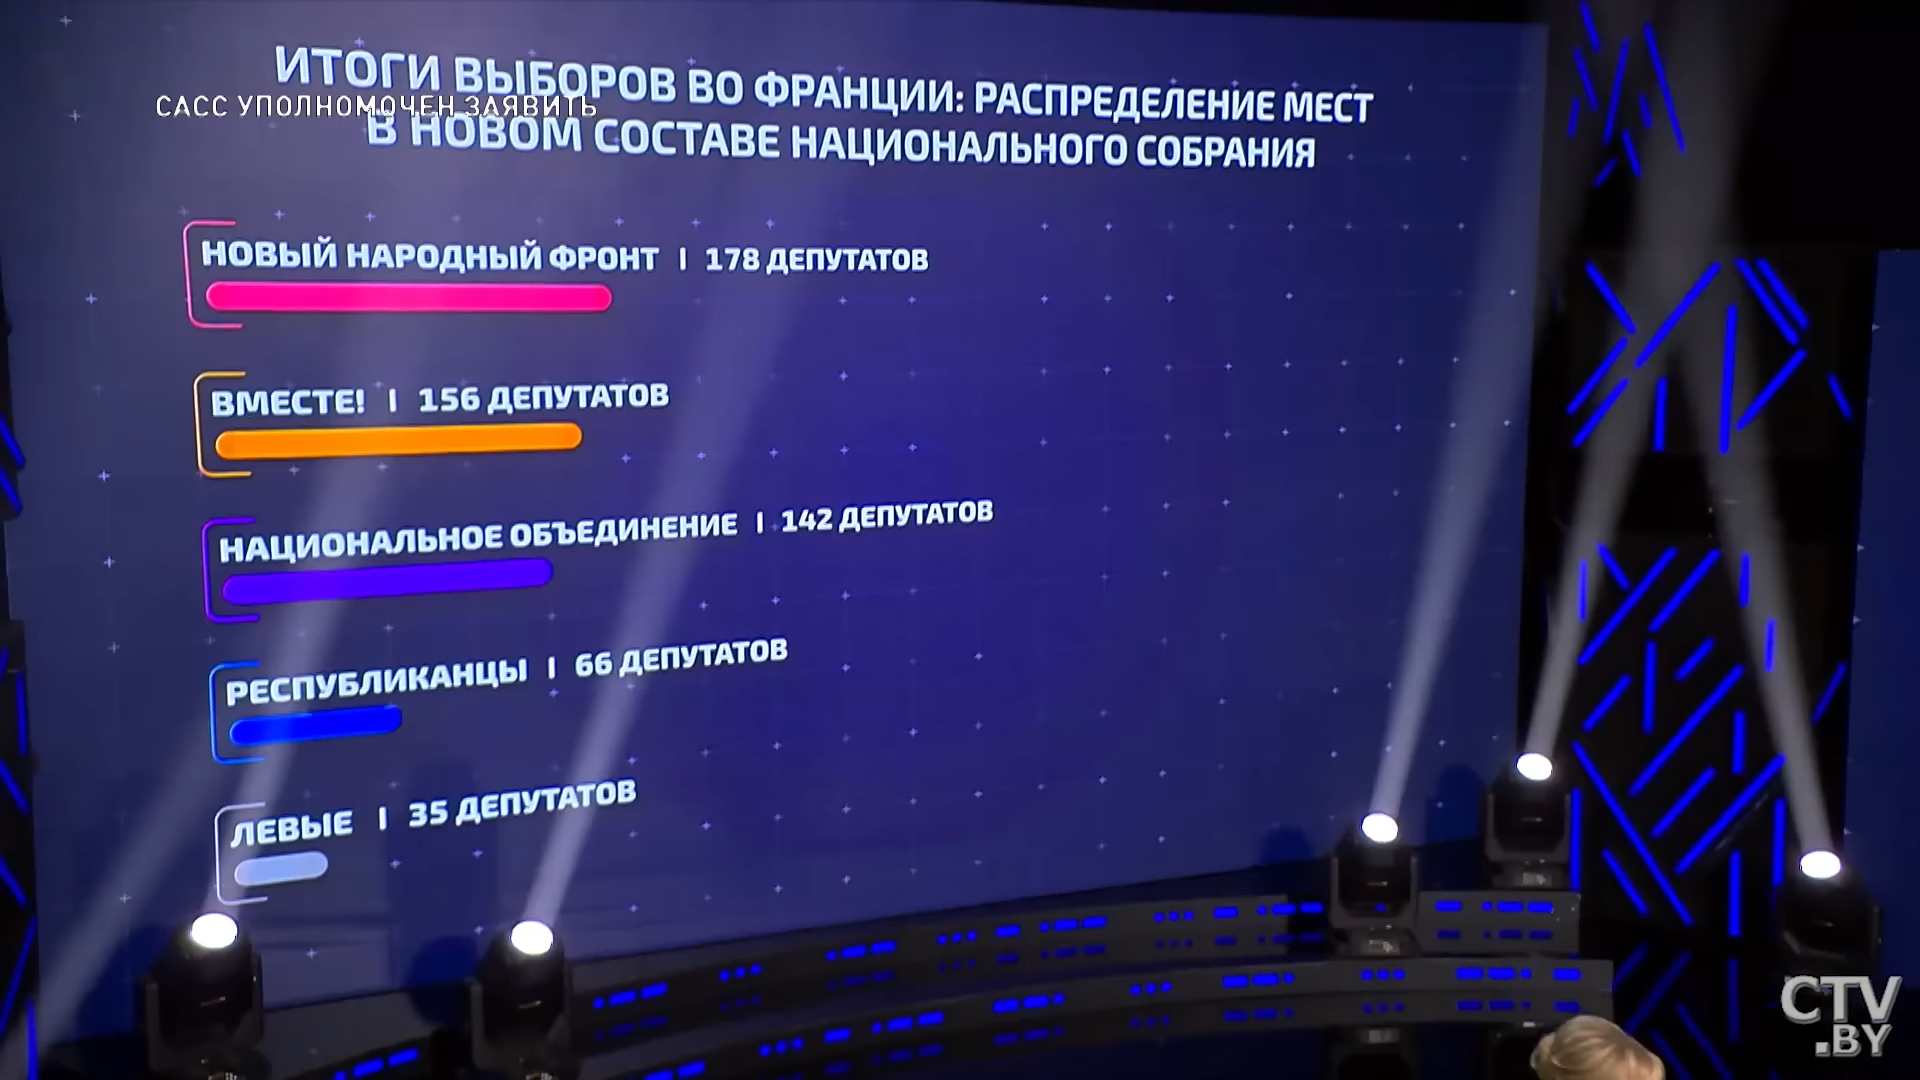 ИТОГИ ВЫБОРОВ ВО ФРАНЦИИ: РАСПРЕДЕЛЕНИЕ МЕСТ
САСС УПОЛНОМОЧЕН ЗАЯВИТЬ
В НОВОМ СОСТАВЕ НАЦИОНАЛЬНОГО СОБРАНИЯ
НОВЫЙ НАРОДНЫЙ ФРОНТ | 178 ДЕПУТАТОВ
ВМЕСТЕ! | 156 ДЕПУТАТОВ
НАЦИОНАЛЬНОЕ ОБЪЕДИНЕНИЕ | 142 ДЕПУТАТОВ
РЕСПУБЛИКАНЦЫ | 66 ДЕПУТАТОВ
ЛЕВЫЕ | 35 ДЕПУТАТОВ
CTV
.BY